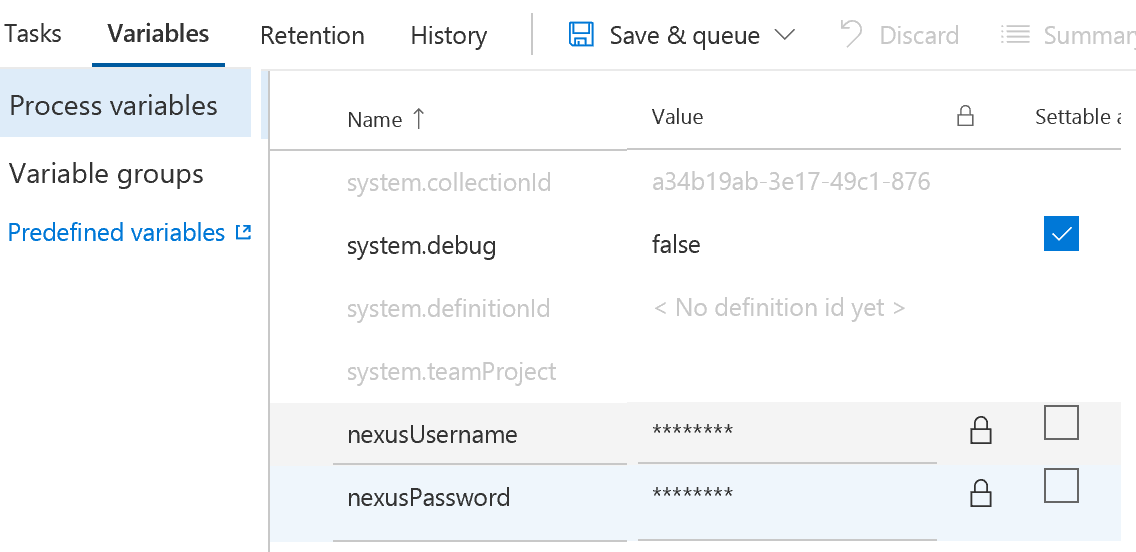 Tasks Variables Retention History Save & queue Discard Summar
Process variables
Name ↑ Value Settable a
Variable groups
system.collectionId a34b19ab-3e17-49c1-876
Predefined variables
system.debug false
system.definitionId < No definition id yet >
system.teamProject
nexusUsername ********
nexusPassword ********